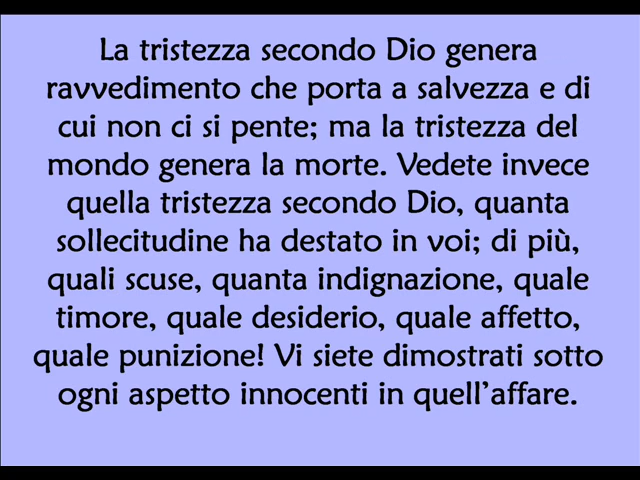 La tristezza secondo Dio genera
ravvedimento che porta a salvezza e di
cui non ci si pente; ma la tristezza del
mondo genera la morte. Vedete invece
quella tristezza secondo Dio, quanta
sollecitudine ha destato in voi; di più,
quali scuse, quanta indignazione, quale
timore, quale desiderio, quale affetto,
quale punizione! Vi siete dimostrati sotto
ogni aspetto innocenti in quell’affare.